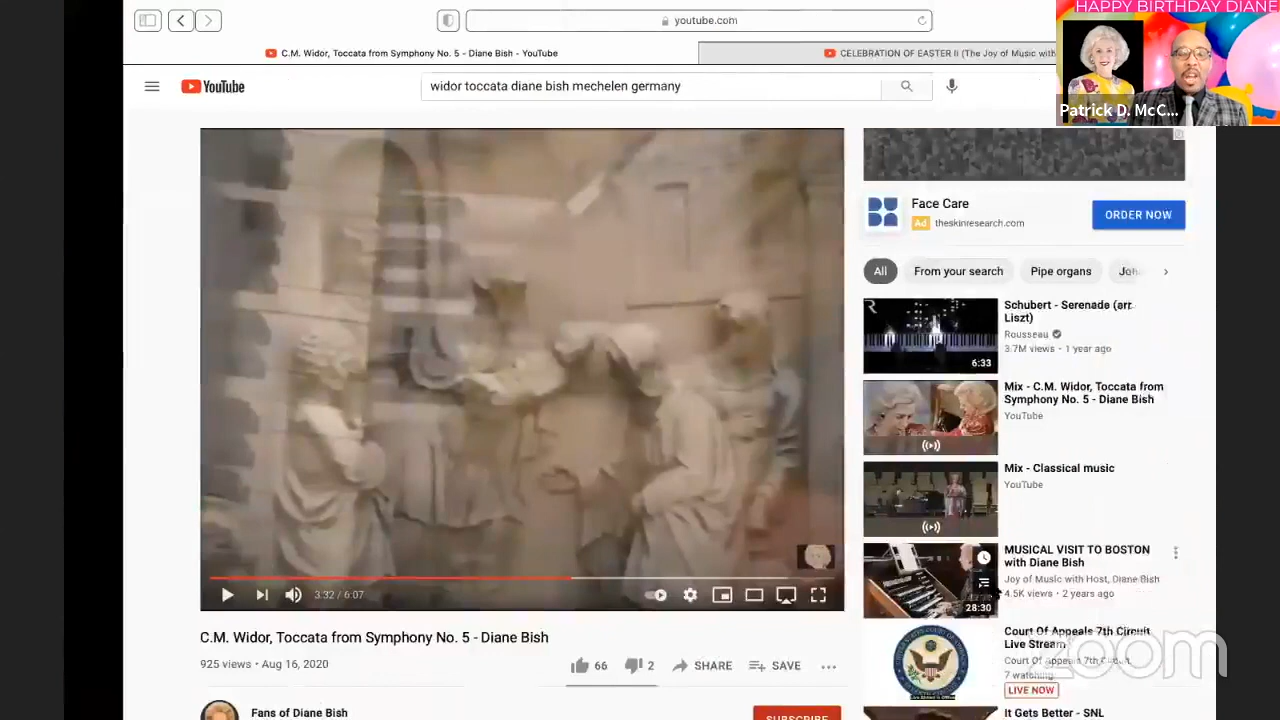 HAPPY BIRTHDAY DIANE
youtube.com
C.M. Widor, Toccata from Symphony No. 5 - Diane Bish - YouTube
CELEBRATION OF EASTER II (The Joy of Music with
YouTube
widor toccata diane bish mechelen germany
Patrick D. McC...
Face Care
Ad theskinresearch.com
ORDER NOW
All
From your search
Pipe organs
Schubert - Serenade (arr
Liszt)
Rousseau
3.7M views • 1 year ago
6:33
Mix - C.M. Widor, Toccata from
Symphony No. 5 - Diane Bish
YouTube
Mix - Classical music
YouTube
MUSICAL VISIT TO BOSTON
with Diane Bish
Joy of Music with Host, Diane Bish
4.5K views • 2 years ago
28:30
3:32 / 6:07
C.M. Widor, Toccata from Symphony No. 5 - Diane Bish
925 views • Aug 16, 2020
66
2
SHARE
SAVE
Court Of Appeals 7th Circuit
Live Stream
Court Of Appeals 7th
7 watching
LIVE NOW
zoom
Fans of Diane Bish
SUBSCRIBE
It Gets Better - SNL